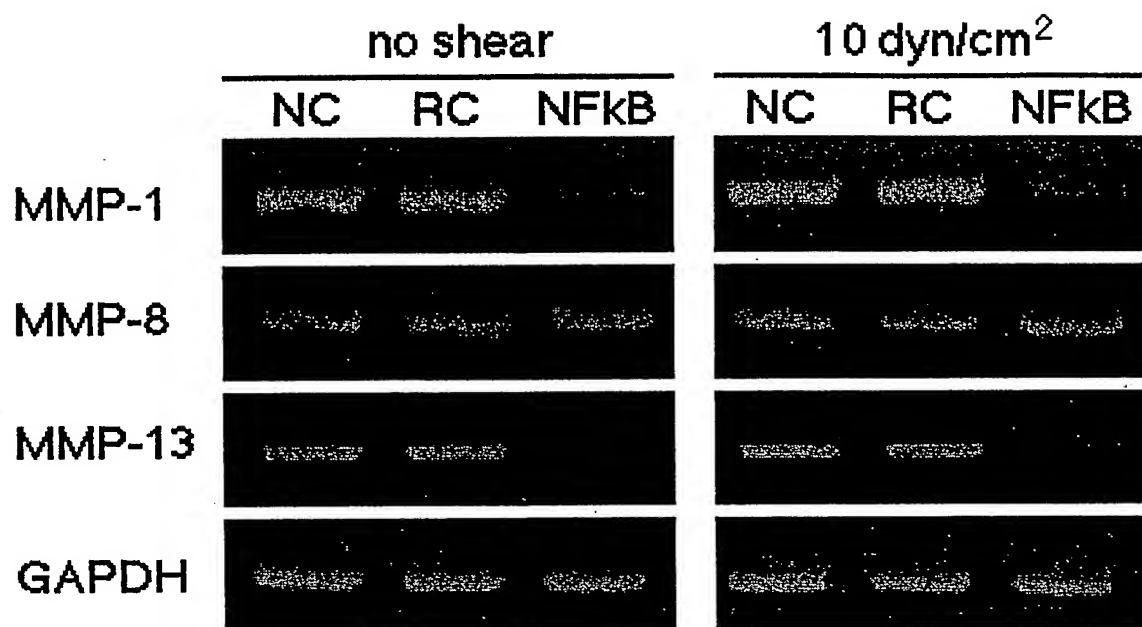 no shear 10 dyn/cm²
NC RC NFkB NC RC NFkB
MMP-1
MMP-8
MMP-13
GAPDH